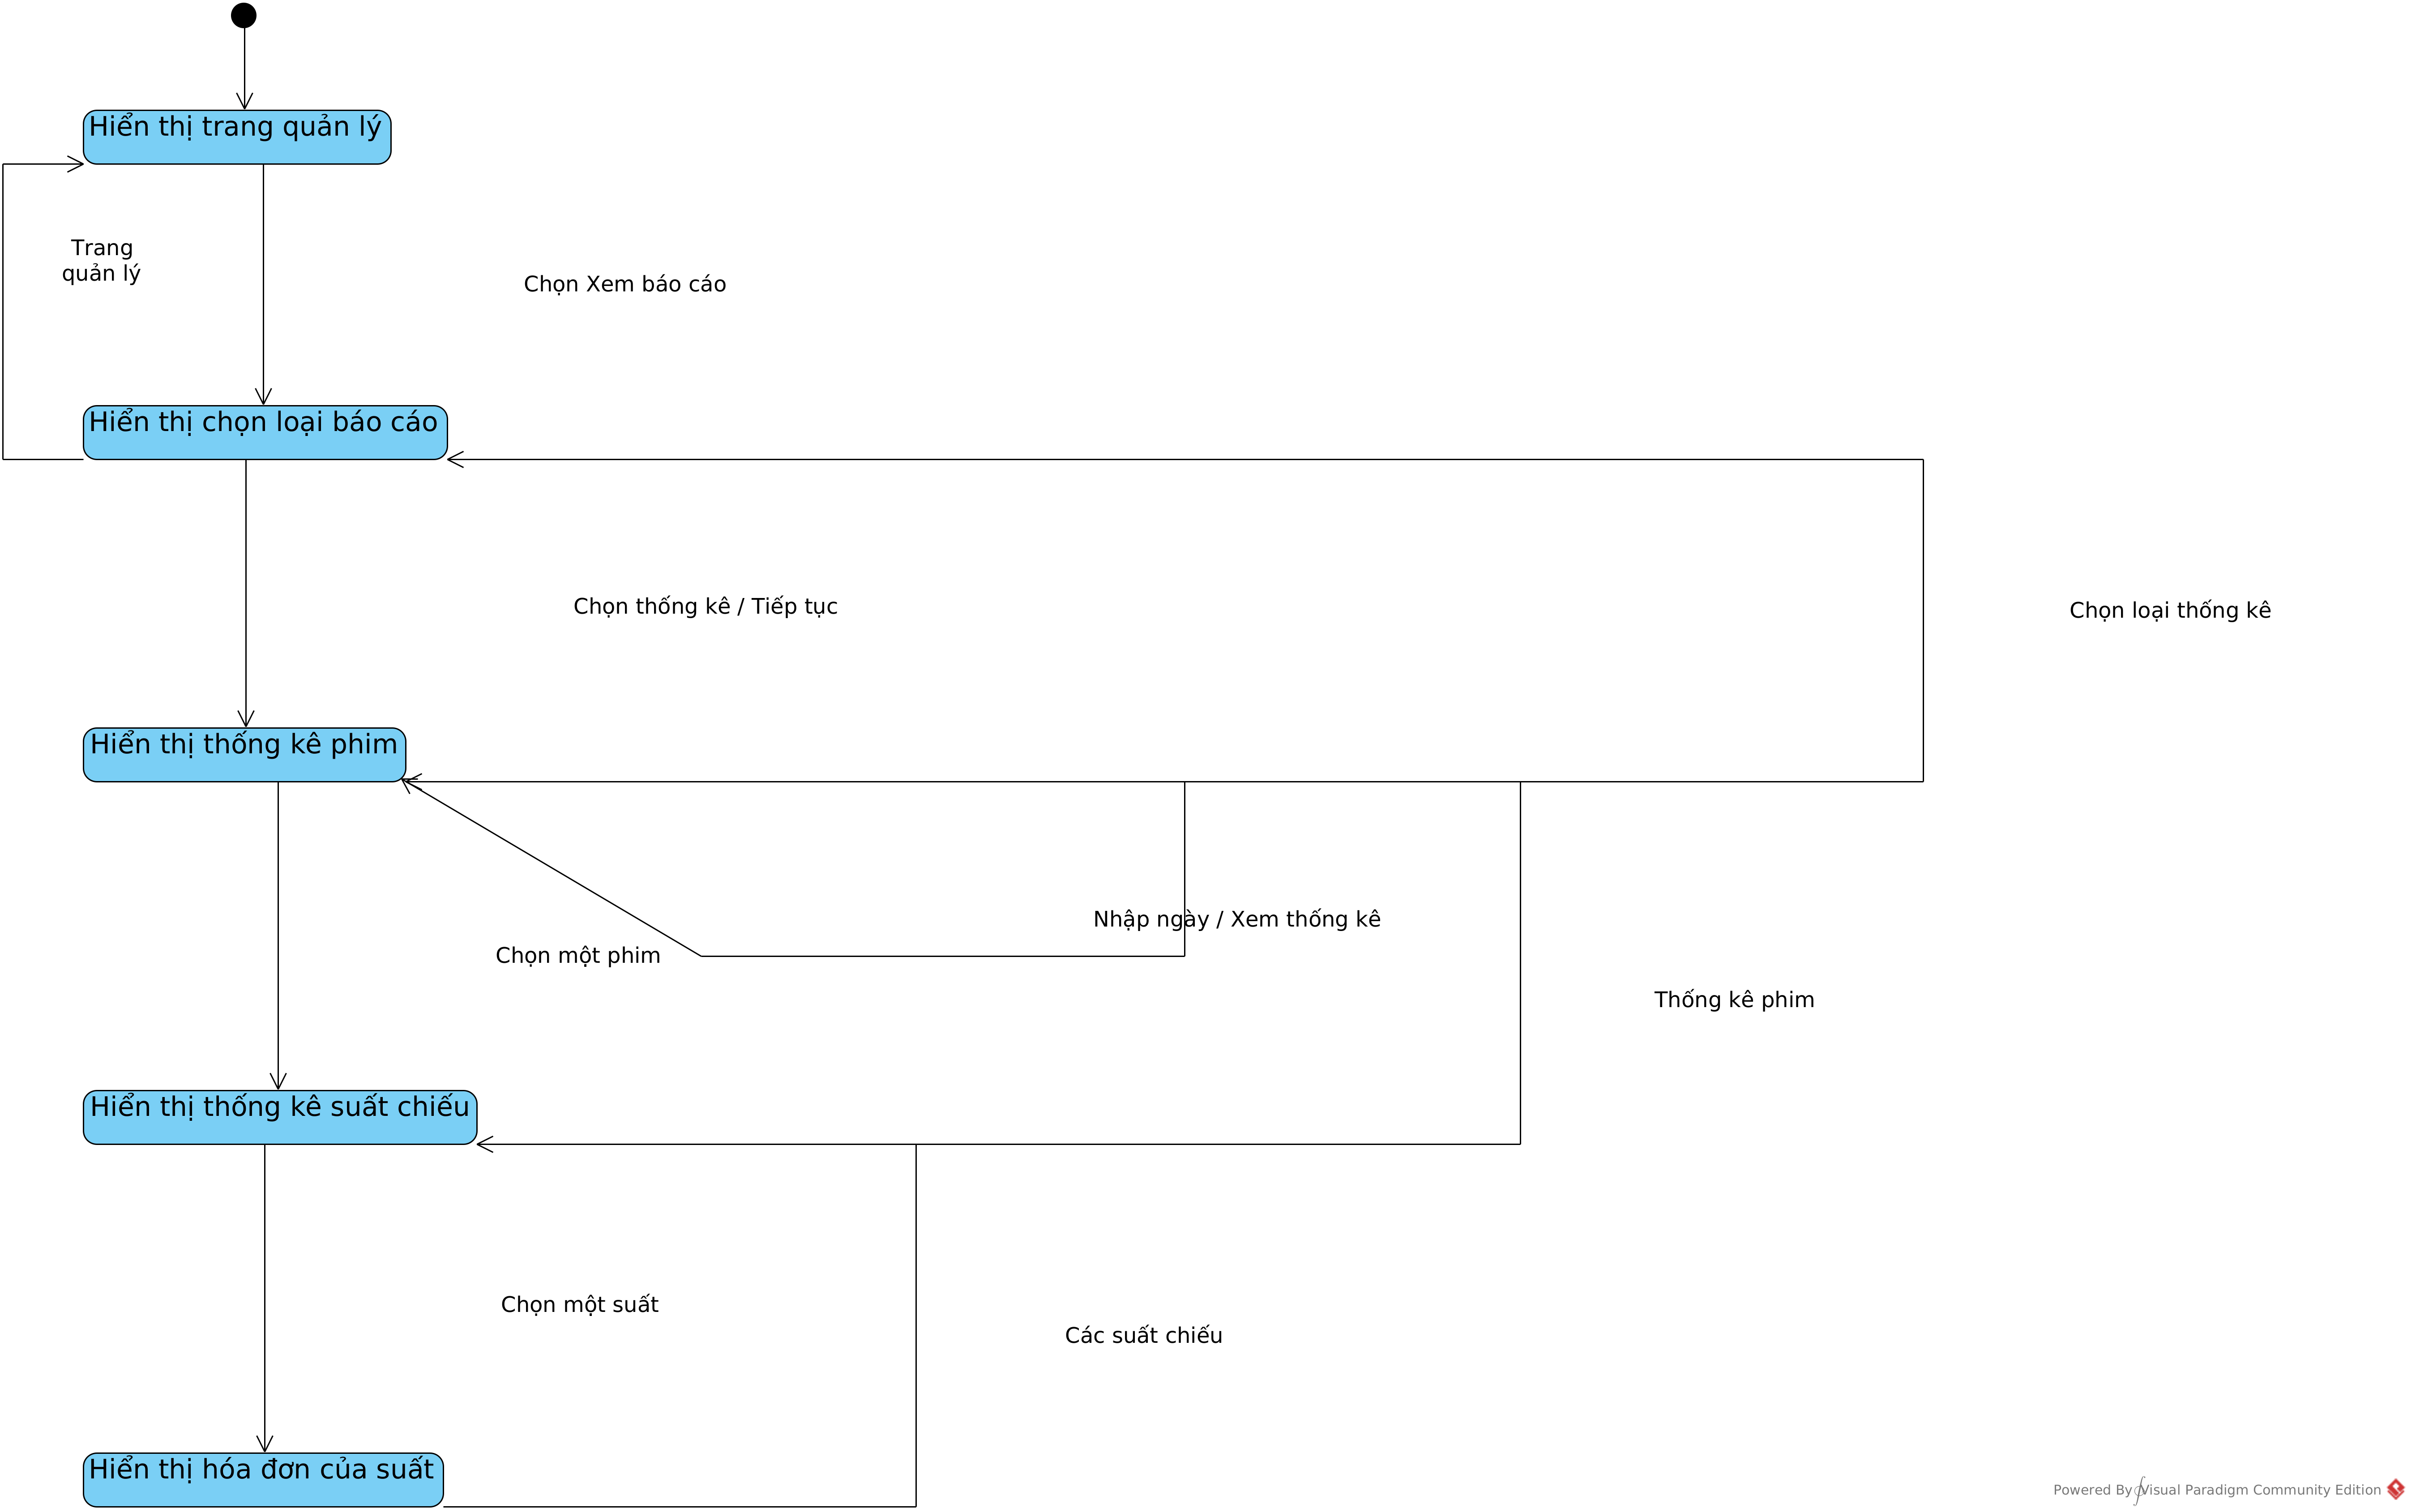 Hiển thị trang quản lý
Trang
quản lý
Chọn Xem báo cáo
Hiển thị chọn loại báo cáo
Chọn thống kê / Tiếp tục
Chọn loại thống kê
Hiển thị thống kê phim
Nhập ngày / Xem thống kê
Chọn một phim
Thống kê phim
Hiển thị thống kê suất chiếu
Chọn một suất
Các suất chiếu
Hiển thị hóa đơn của suất
Powered By Visual Paradigm Community Edition